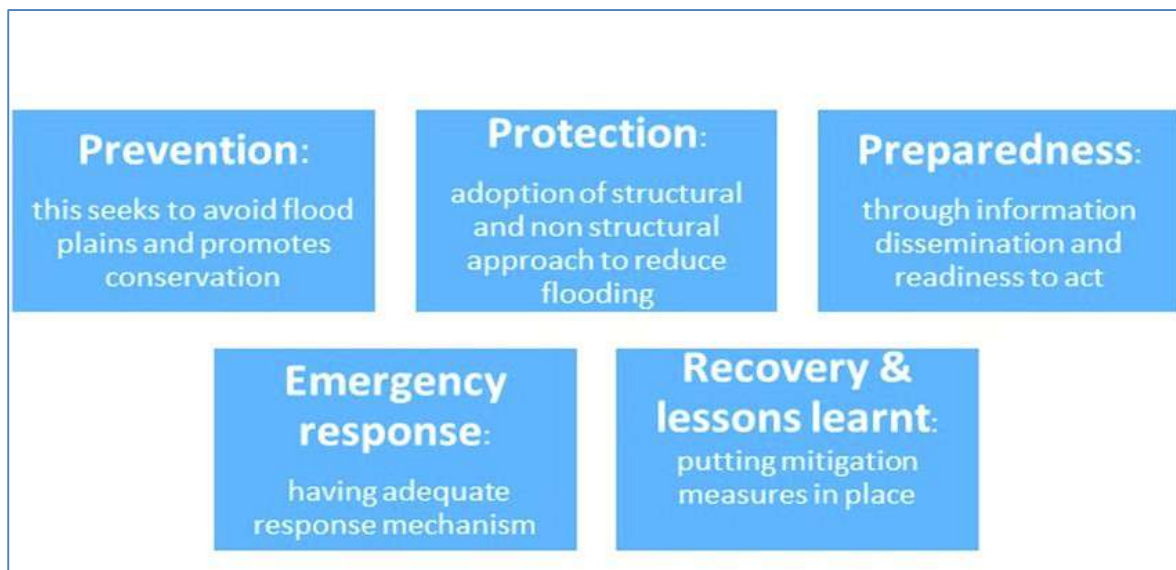 Prevention:
this seeks to avoid flood
plains and promotes
conservation
Protection:
adoption of structural
and non structural
approach to reduce
flooding
Preparedness:
through information
dissemination and
readiness to act
Emergency
response:
having adequate
response mechanism
Recovery &
lessons learnt:
putting mitigation
measures in place